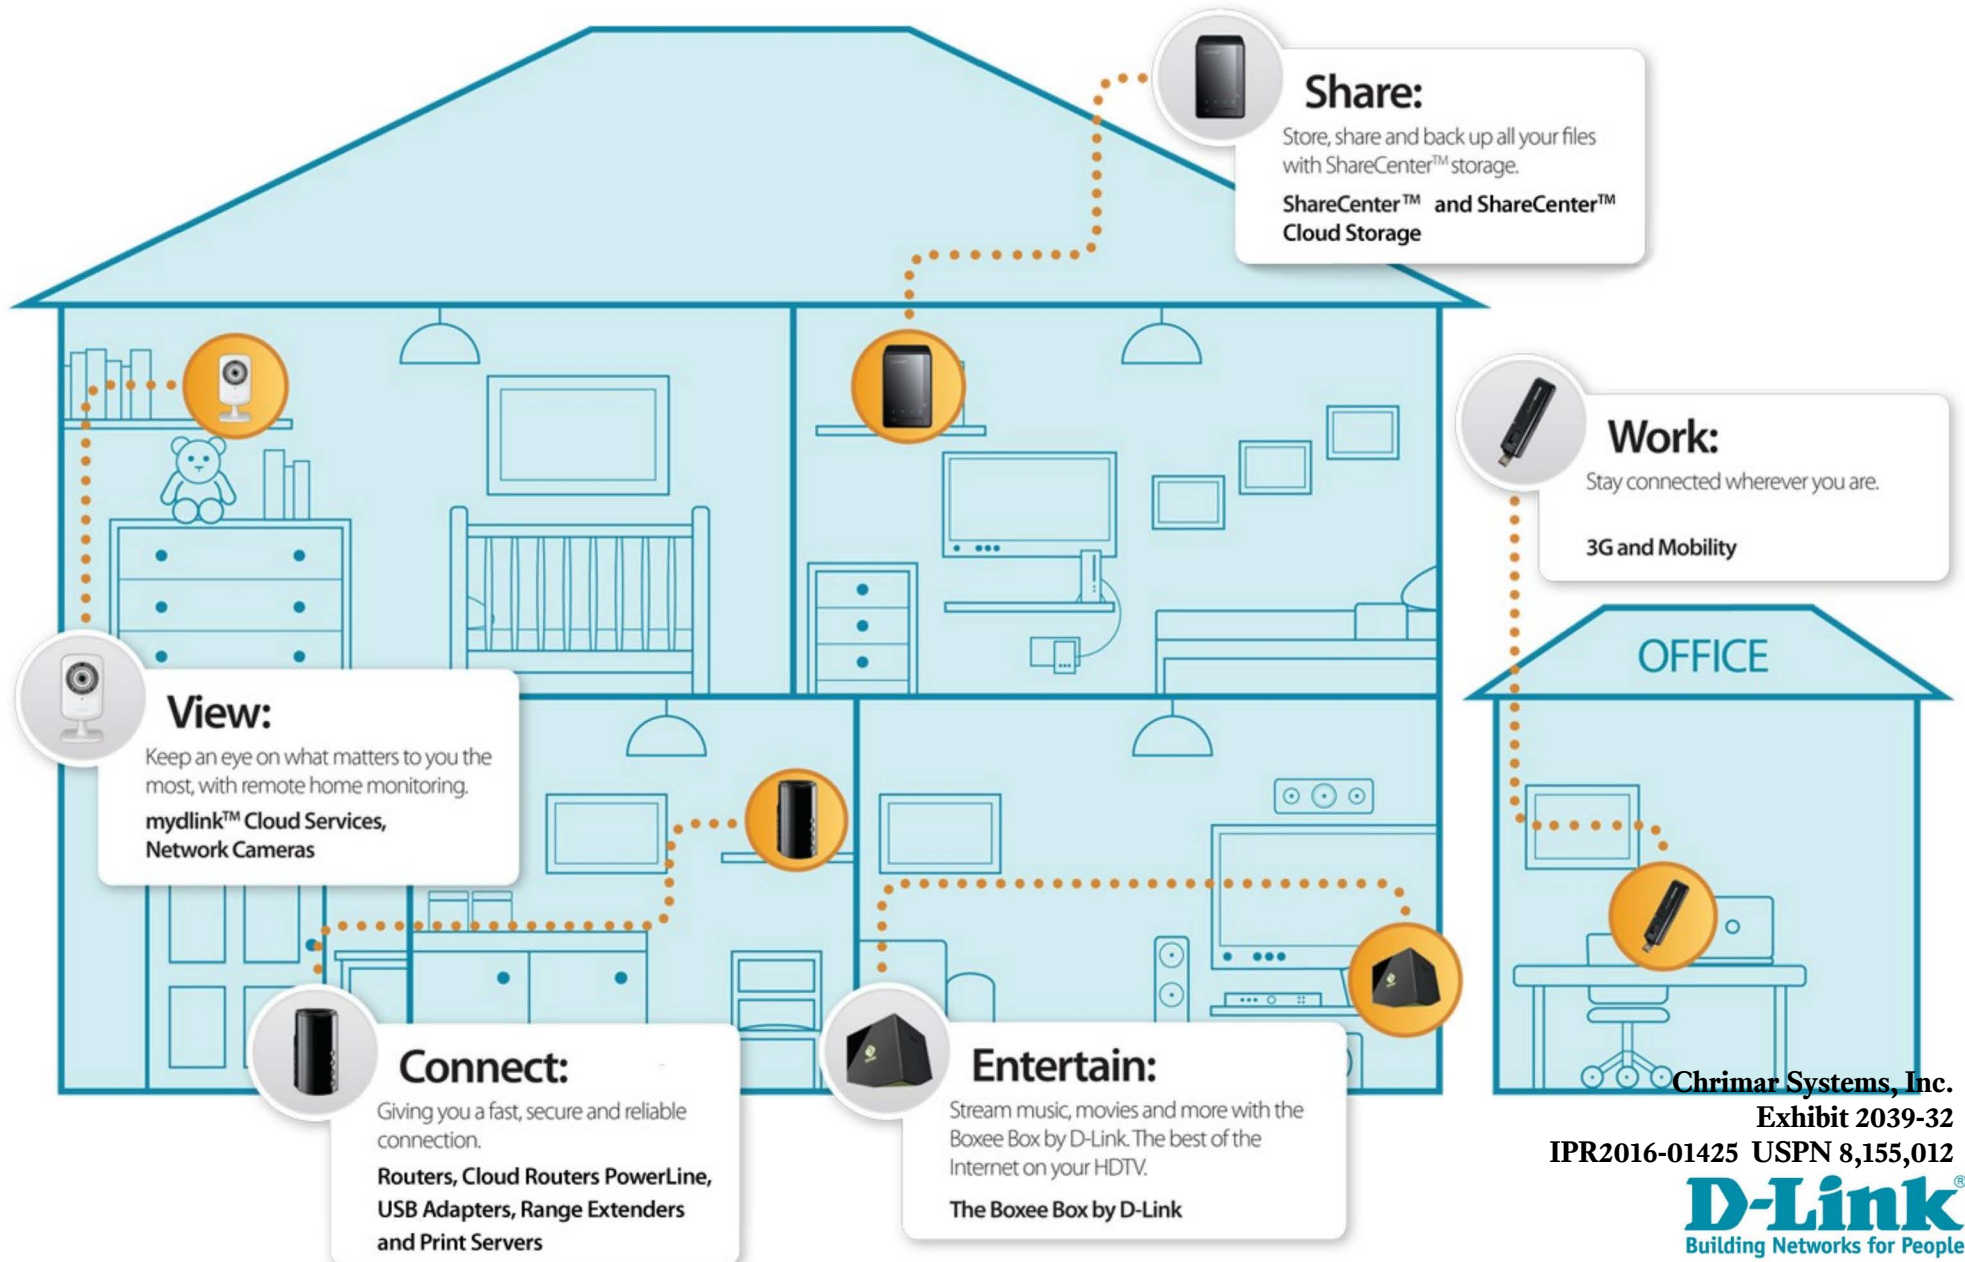 Share:
Store, share and back up all your files
with ShareCenter™ storage.
ShareCenter™ and ShareCenter™
Cloud Storage
Work:
Stay connected wherever you are.
3G and Mobility
OFFICE
View:
Keep an eye on what matters to you the
most, with remote home monitoring.
mydlink™ Cloud Services,
Network Cameras
Connect:
Giving you a fast, secure and reliable
connection.
Routers, Cloud Routers PowerLine,
USB Adapters, Range Extenders
and Print Servers
Entertain:
Stream music, movies and more with the
Boxee Box by D-Link. The best of the
Internet on your HDTV.
The Boxee Box by D-Link
Chrimar Systems, Inc.
Exhibit 2039-32
IPR2016-01425 USPN 8,155,012
D-Link®
Building Networks for People